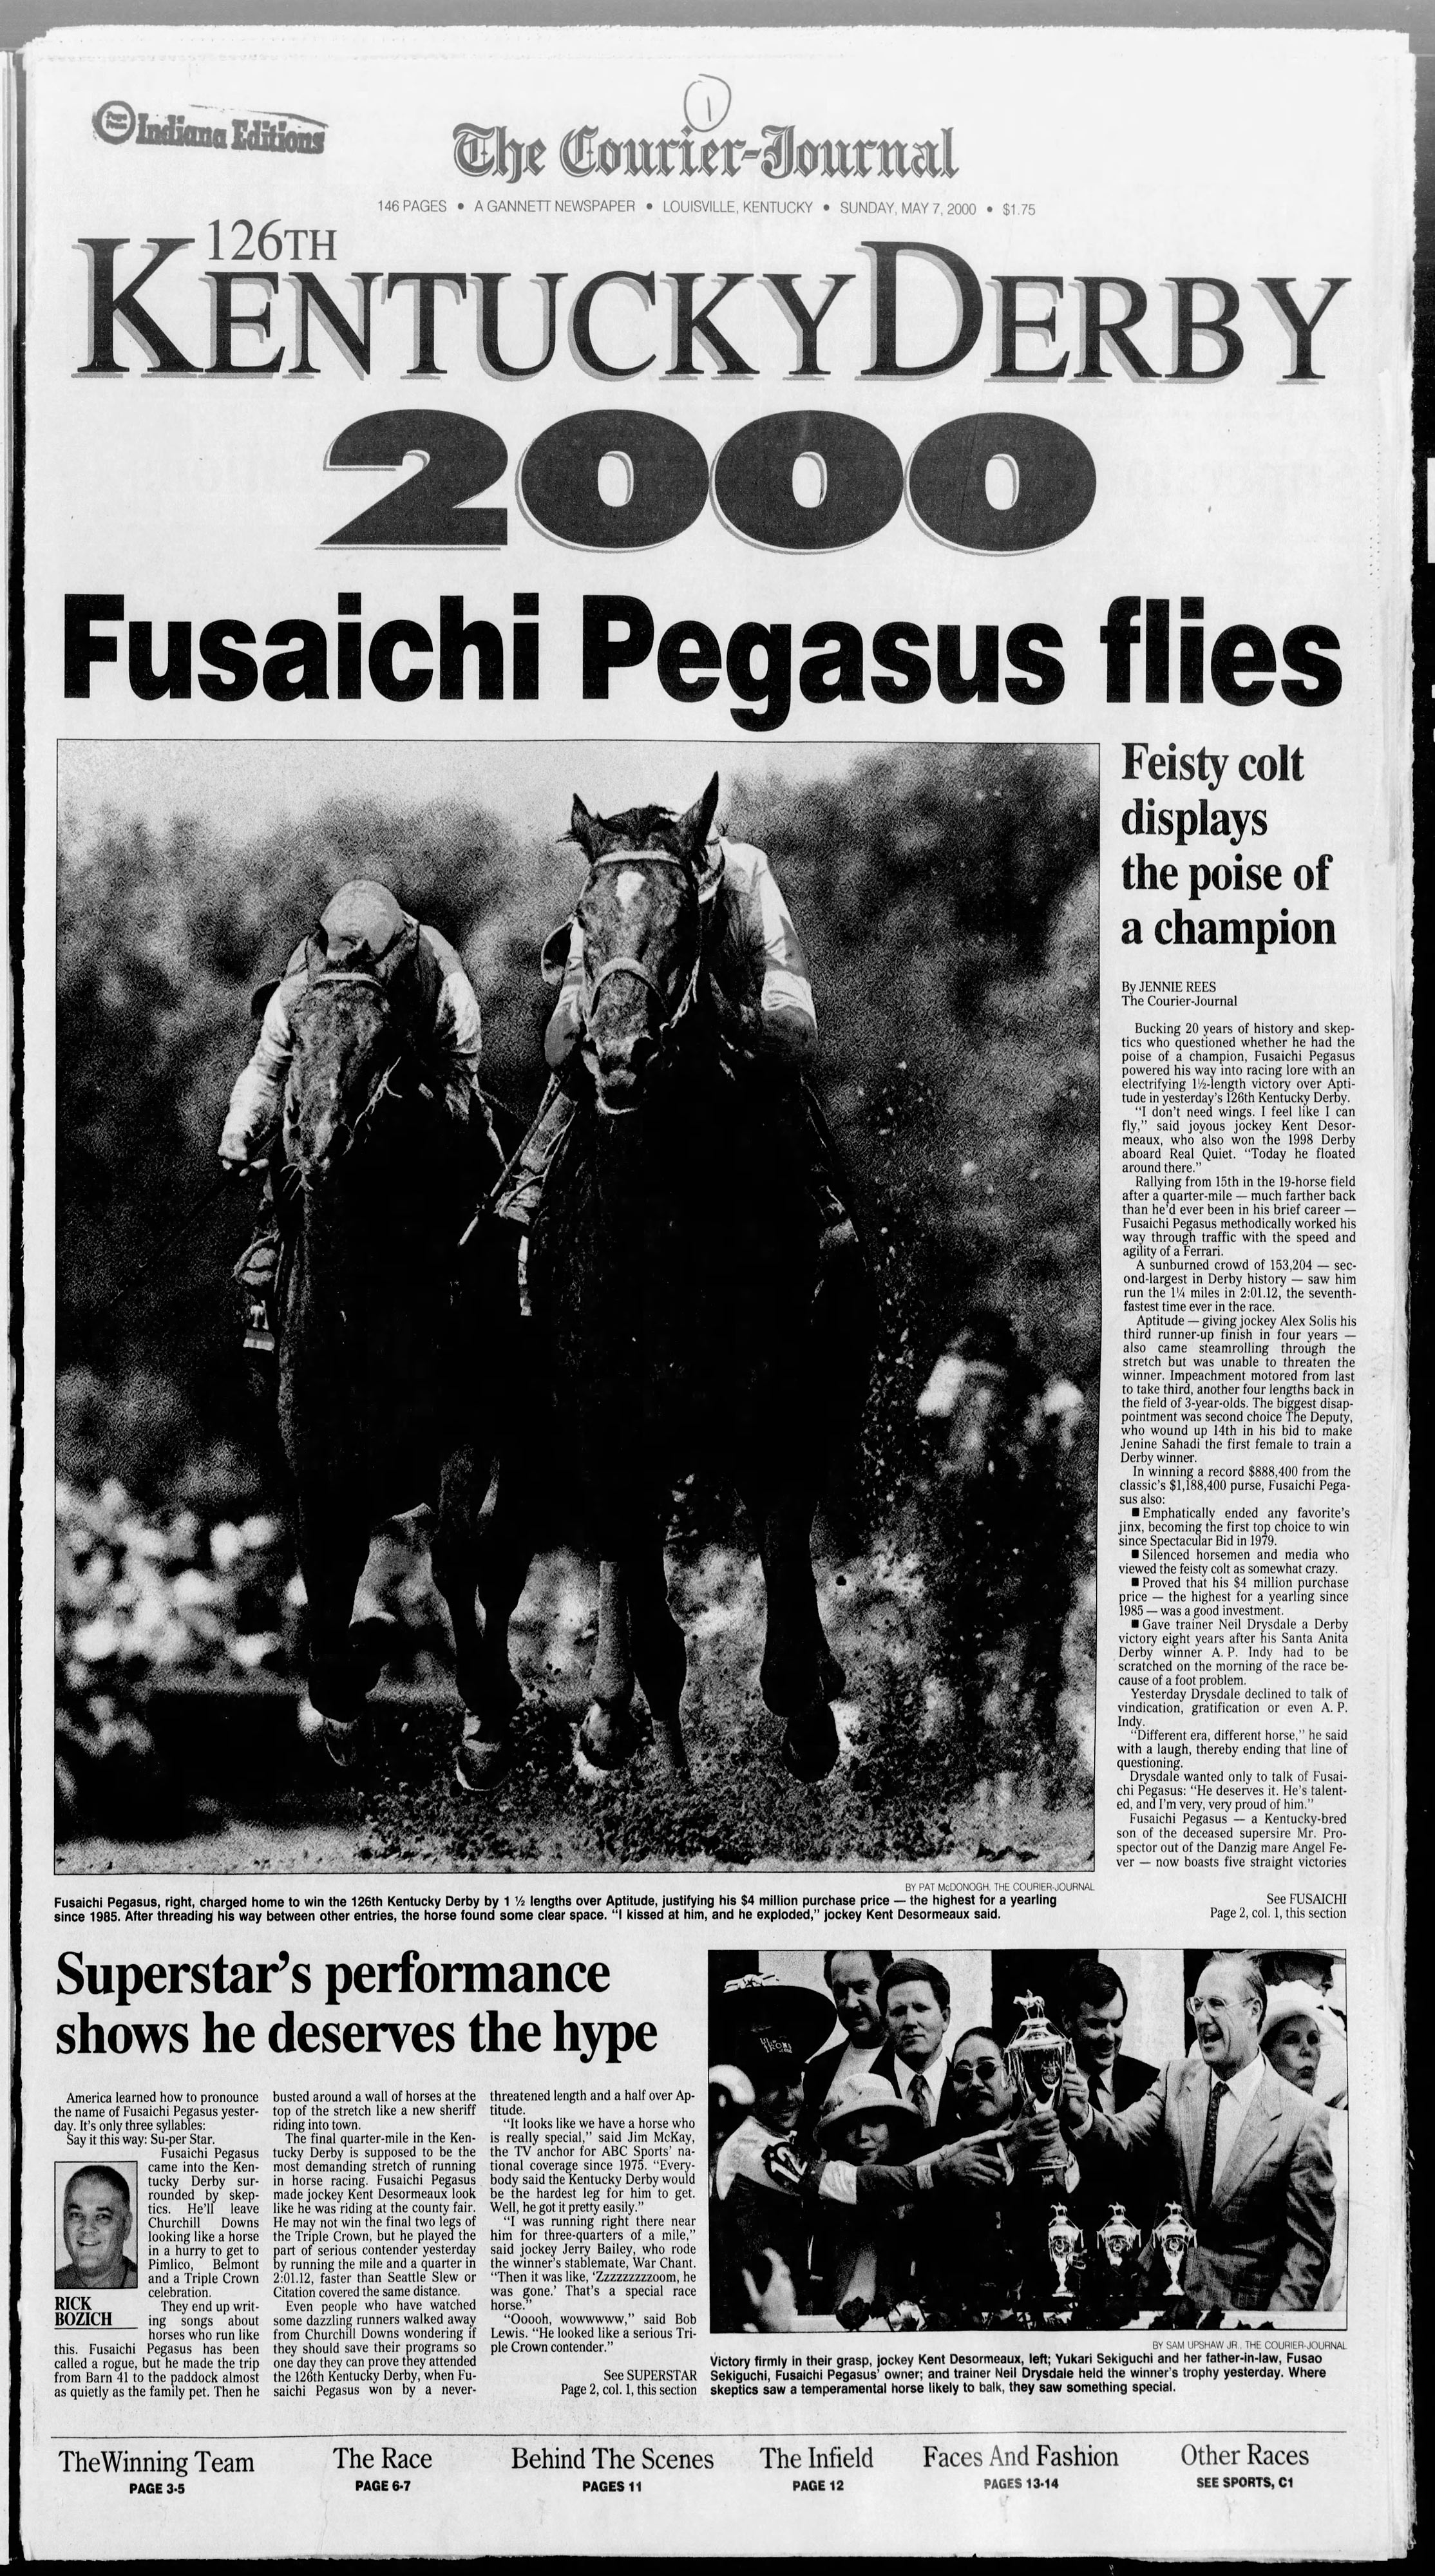 1
Indiana Editions
The Courier-Journal
146 PAGES • A GANNETT NEWSPAPER • LOUISVILLE, KENTUCKY • SUNDAY, MAY 7, 2000 • $1.75
126TH
KENTUCKY DERBY
2000
Fusaichi Pegasus flies
Feisty colt
displays
the poise of
a champion
By JENNIE REES
The Courier-Journal
Bucking 20 years of history and skep-
tics who questioned whether he had the
poise of a champion, Fusaichi Pegasus
powered his way into racing lore with an
electrifying 1½-length victory over Apti-
tude in yesterday's 126th Kentucky Derby.
"I don't need wings. I feel like I can
fly," said joyous jockey Kent Desor-
meaux, who also won the 1998 Derby
aboard Real Quiet. "Today he floated
around there."
Rallying from 15th in the 19-horse field
after a quarter-mile — much farther back
than he'd ever been in his brief career —
Fusaichi Pegasus methodically worked his
way through traffic with the speed and
agility of a Ferrari.
A sunburned crowd of 153,204 — sec-
ond-largest in Derby history — saw him
run the 1¼ miles in 2:01.12, the seventh-
fastest time ever in the race.
Aptitude — giving jockey Alex Solis his
third runner-up finish in four years —
also came steamrolling through the
stretch but was unable to threaten the
winner. Impeachment motored from last
to take third, another four lengths back in
the field of 3-year-olds. The biggest disap-
pointment was second choice The Deputy,
who wound up 14th in his bid to make
Jenine Sahadi the first female to train a
Derby winner.
In winning a record $888,400 from the
classic's $1,188,400 purse, Fusaichi Pega-
sus also:
■ Emphatically ended any favorite's
jinx, becoming the first top choice to win
since Spectacular Bid in 1979.
■ Silenced horsemen and media who
viewed the feisty colt as somewhat crazy.
■ Proved that his $4 million purchase
price — the highest for a yearling since
1985 — was a good investment.
■ Gave trainer Neil Drysdale a Derby
victory eight years after his Santa Anita
Derby winner A. P. Indy had to be
scratched on the morning of the race be-
cause of a foot problem.
Yesterday Drysdale declined to talk of
vindication, gratification or even A. P.
Indy.
"Different era, different horse," he said
with a laugh, thereby ending that line of
questioning.
Drysdale wanted only to talk of Fusai-
chi Pegasus: "He deserves it. He's talent-
ed, and I'm very, very proud of him."
Fusaichi Pegasus — a Kentucky-bred
son of the deceased supersire Mr. Pro-
spector out of the Danzig mare Angel Fe-
ver — now boasts five straight victories
See FUSAICHI
Page 2, col. 1, this section
BY PAT McDONOGH, THE COURIER-JOURNAL
Fusaichi Pegasus, right, charged home to win the 126th Kentucky Derby by 1 ½ lengths over Aptitude, justifying his $4 million purchase price — the highest for a yearling
since 1985. After threading his way between other entries, the horse found some clear space. "I kissed at him, and he exploded," jockey Kent Desormeaux said.
Superstar's performance
shows he deserves the hype
America learned how to pronounce
the name of Fusaichi Pegasus yester-
day. It's only three syllables:
Say it this way: Su-per Star.
Fusaichi Pegasus
came into the Ken-
tucky Derby sur-
rounded by skep-
tics. He'll leave
Churchill Downs
looking like a horse
in a hurry to get to
Pimlico, Belmont
and a Triple Crown
celebration.
RICK
BOZICH
They end up writ-
ing songs about
horses who run like
this. Fusaichi Pegasus has been
called a rogue, but he made the trip
from Barn 41 to the paddock almost
as quietly as the family pet. Then he
busted around a wall of horses at the
top of the stretch like a new sheriff
riding into town.
The final quarter-mile in the Ken-
tucky Derby is supposed to be the
most demanding stretch of running
in horse racing. Fusaichi Pegasus
made jockey Kent Desormeaux look
like he was riding at the county fair.
He may not win the final two legs of
the Triple Crown, but he played the
part of serious contender yesterday
by running the mile and a quarter in
2:01.12, faster than Seattle Slew or
Citation covered the same distance.
Even people who have watched
some dazzling runners walked away
from Churchill Downs wondering if
they should save their programs so
one day they can prove they attended
the 126th Kentucky Derby, when Fu-
saichi Pegasus won by a never-
threatened length and a half over Ap-
titude.
"It looks like we have a horse who
is really special," said Jim McKay,
the TV anchor for ABC Sports' na-
tional coverage since 1975. "Every-
body said the Kentucky Derby would
be the hardest leg for him to get.
Well, he got it pretty easily."
"I was running right there near
him for three-quarters of a mile,"
said jockey Jerry Bailey, who rode
the winner's stablemate, War Chant.
"Then it was like, 'Zzzzzzzzzoom, he
was gone.' That's a special race
horse."
"Ooooh, wowwwww," said Bob
Lewis. "He looked like a serious Tri-
ple Crown contender."
See SUPERSTAR
Page 2, col. 1, this section
12
BY SAM UPSHAW JR., THE COURIER-JOURNAL
Victory firmly in their grasp, jockey Kent Desormeaux, left; Yukari Sekiguchi and her father-in-law, Fusao
Sekiguchi, Fusaichi Pegasus' owner; and trainer Neil Drysdale held the winner's trophy yesterday. Where
skeptics saw a temperamental horse likely to balk, they saw something special.
The Winning Team
PAGE 3-5
The Race
PAGE 6-7
Behind The Scenes
PAGES 11
The Infield
PAGE 12
Faces And Fashion
PAGES 13-14
Other Races
SEE SPORTS, C1